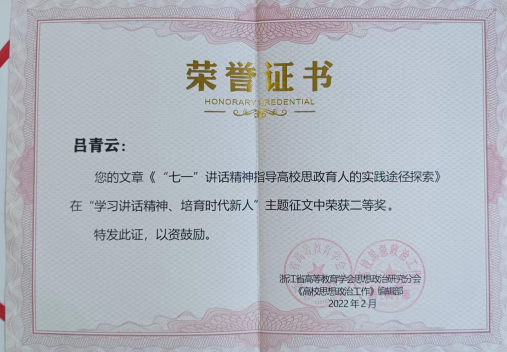 荣誉证书
HONORARY CREDENTIAL
吕青云：
您的文章《“七一”讲话精神指导高校思政育人的实践途径探索》
在“学习讲话精神、培育时代新人”主题征文中荣获二等奖。
特发此证，以资鼓励。
浙江省高等教育学会思想政治研究分会
《高校思想政治工作》编辑部
2022年2月